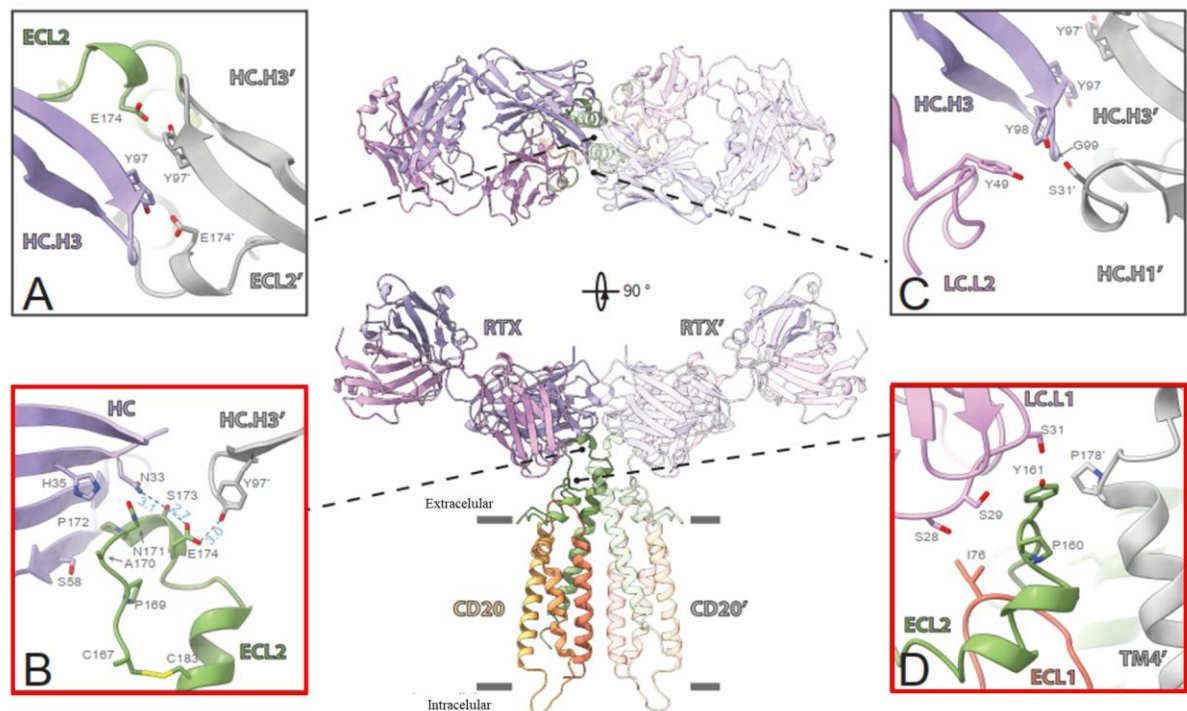 ECL2
HC.H3′
E174
Y97
Y97′
E174′
HC.H3
ECL2′
A
Y97′
HC.H3
Y97
HC.H3′
Y98
G99
Y49
S31′
LC.L2
HC.H1′
C
90 °
RTX
RTX′
HC
HC.H3′
N33
H35
S173
Y97′
3.1
2.7
3.0
P172
N171
E174
A170
S58
P169
C167
C183
ECL2
B
Extracelular
CD20
CD20′
Intracelular
LC.L1
S31
P178′
Y161
S29
S28
P160
I76
ECL2
TM4′
ECL1
D